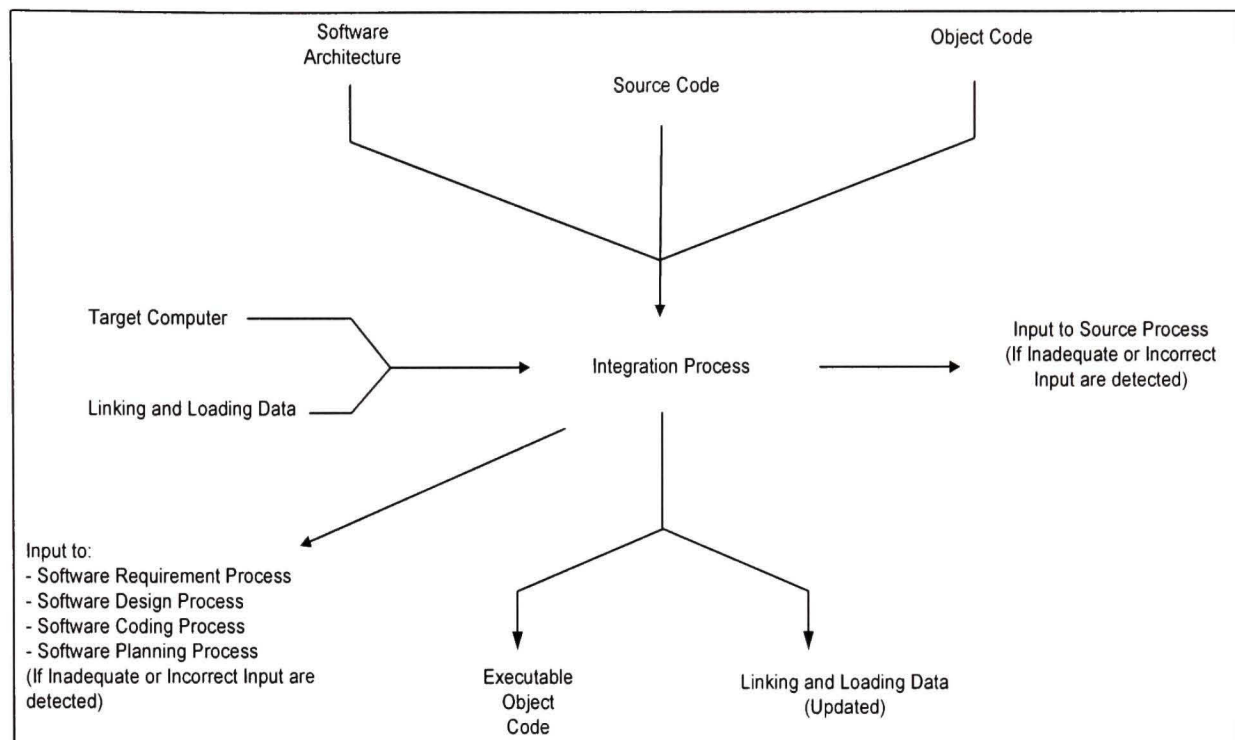 Software
Architecture
Source Code
Object Code
Target Computer
Linking and Loading Data
Integration Process
Input to Source Process
(If Inadequate or Incorrect
Input are detected)
Input to:
- Software Requirement Process
- Software Design Process
- Software Coding Process
- Software Planning Process
(If Inadequate or Incorrect Input are
detected)
Executable
Object
Code
Linking and Loading Data
(Updated)